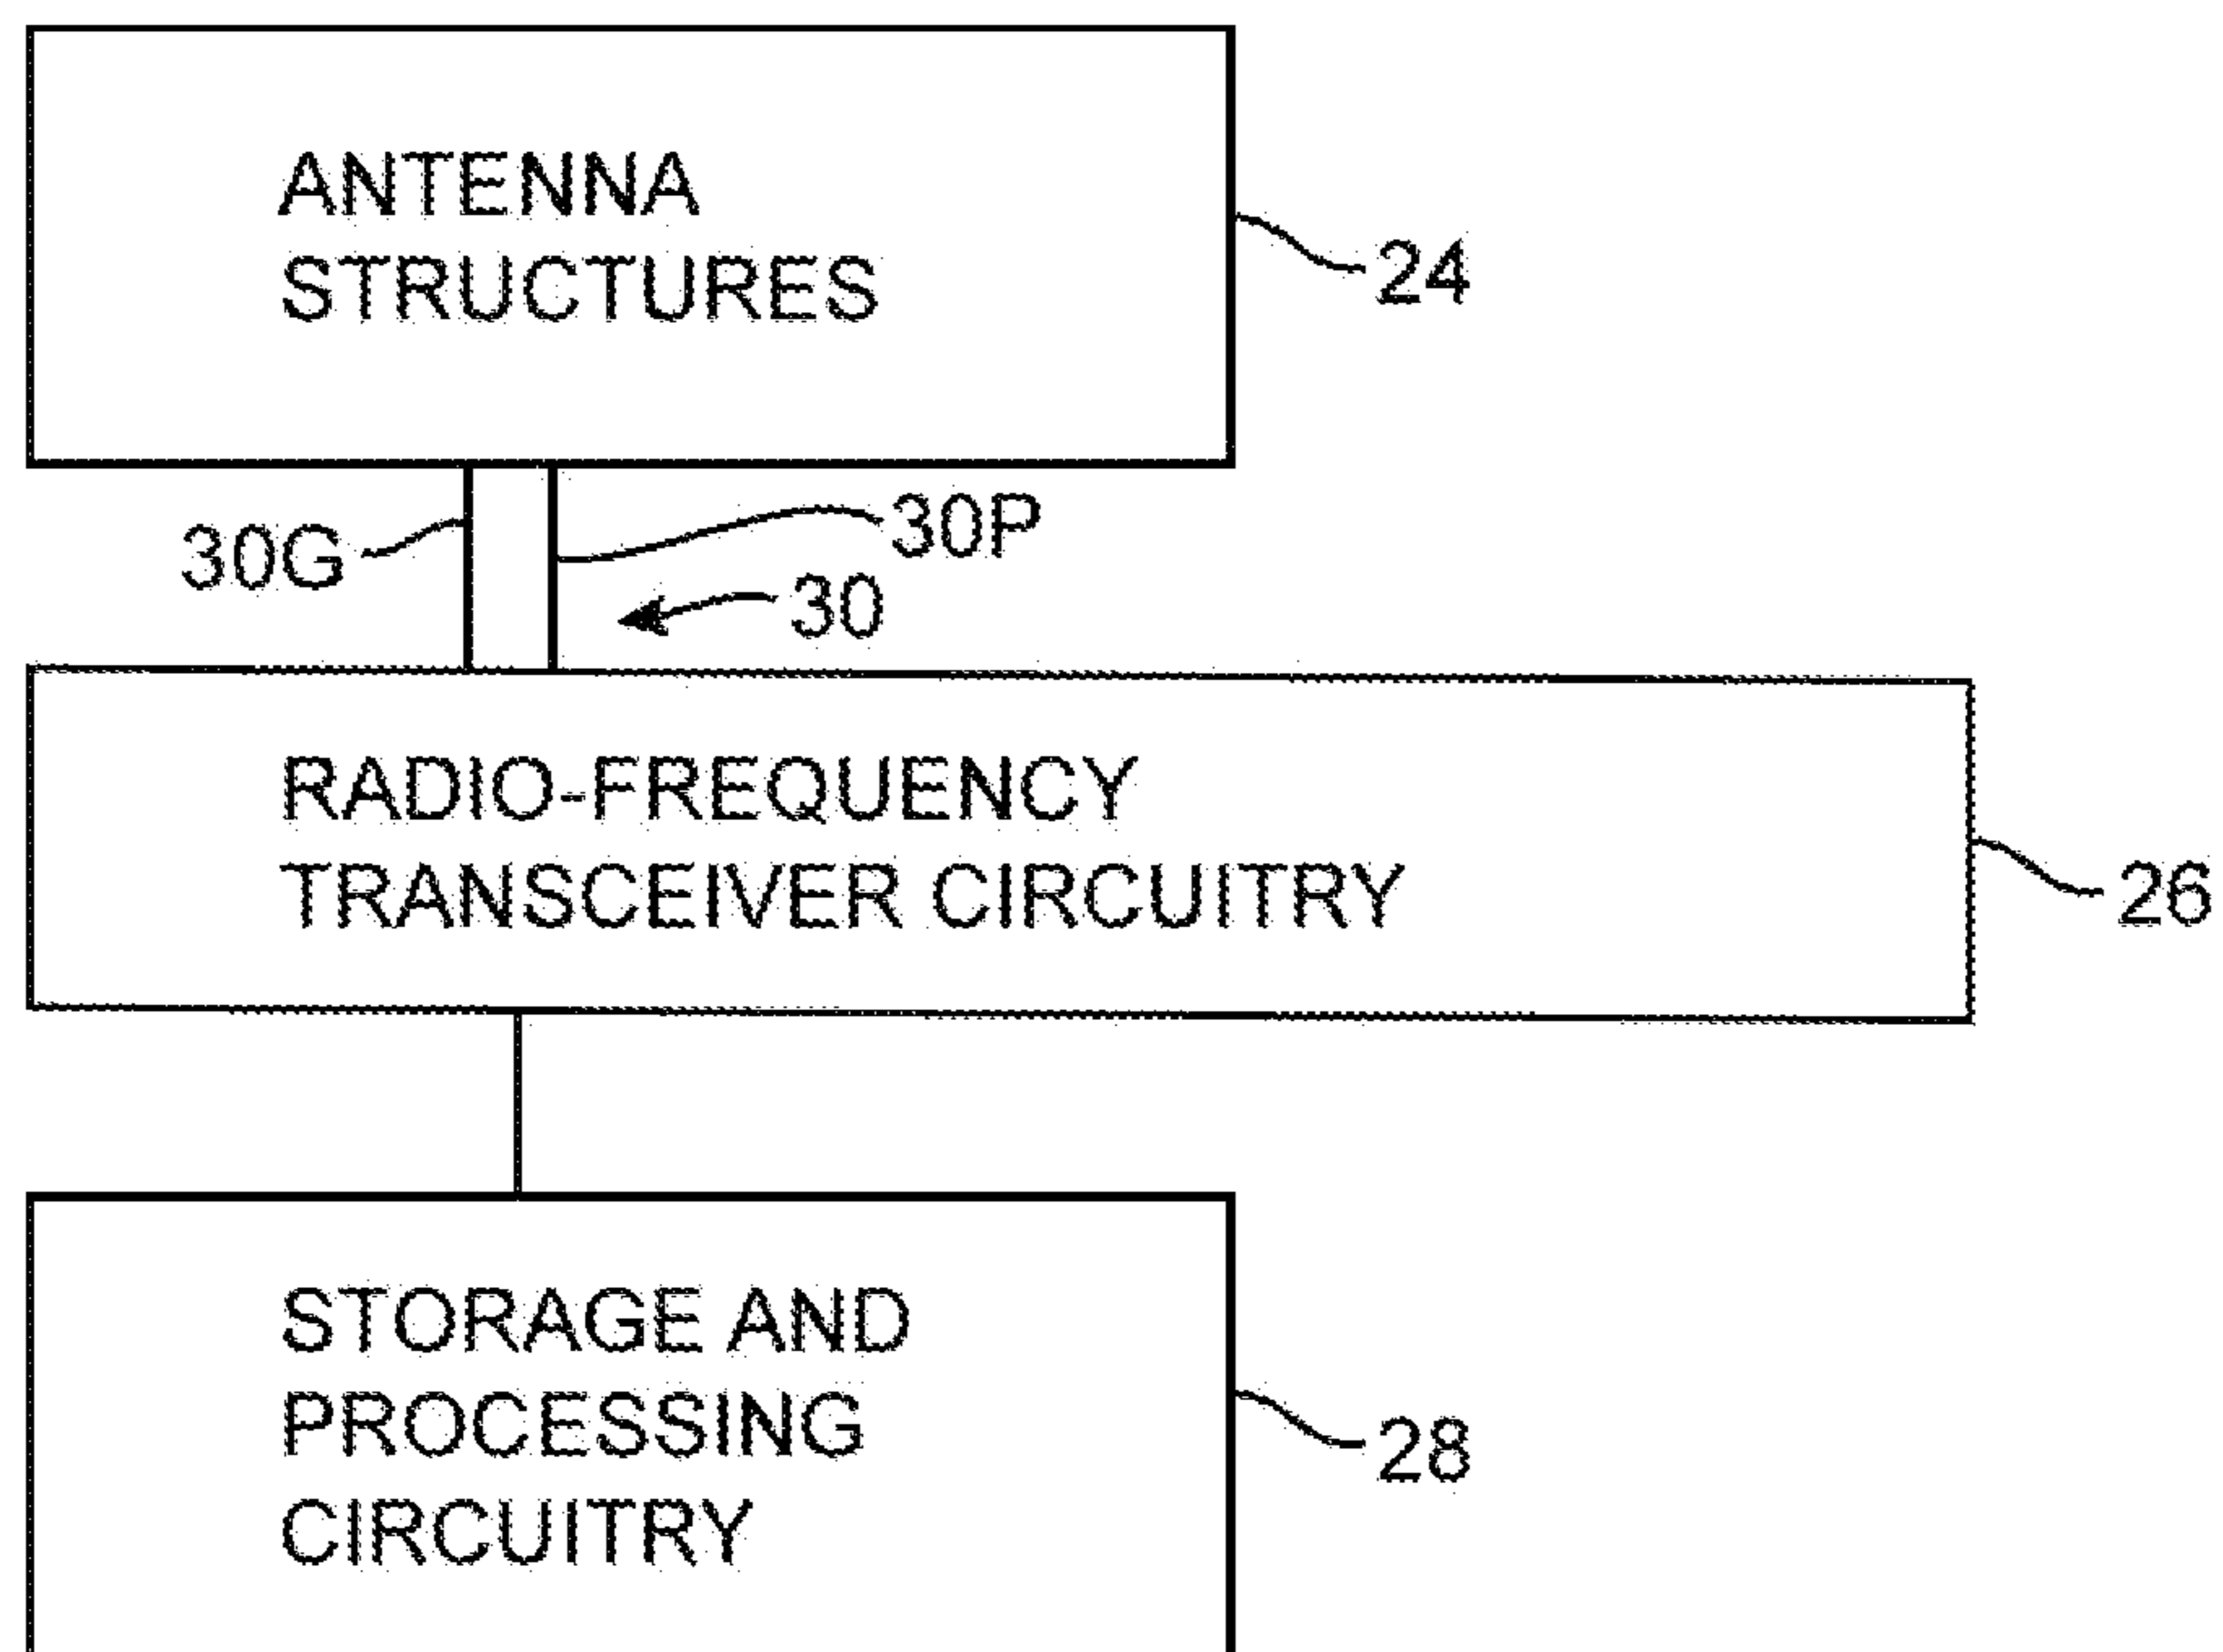 ANTENNA
STRUCTURES
24
30G
30P
30
RADIO-FREQUENCY
TRANSCEIVER CIRCUITRY
26
STORAGE AND
PROCESSING
CIRCUITRY
28